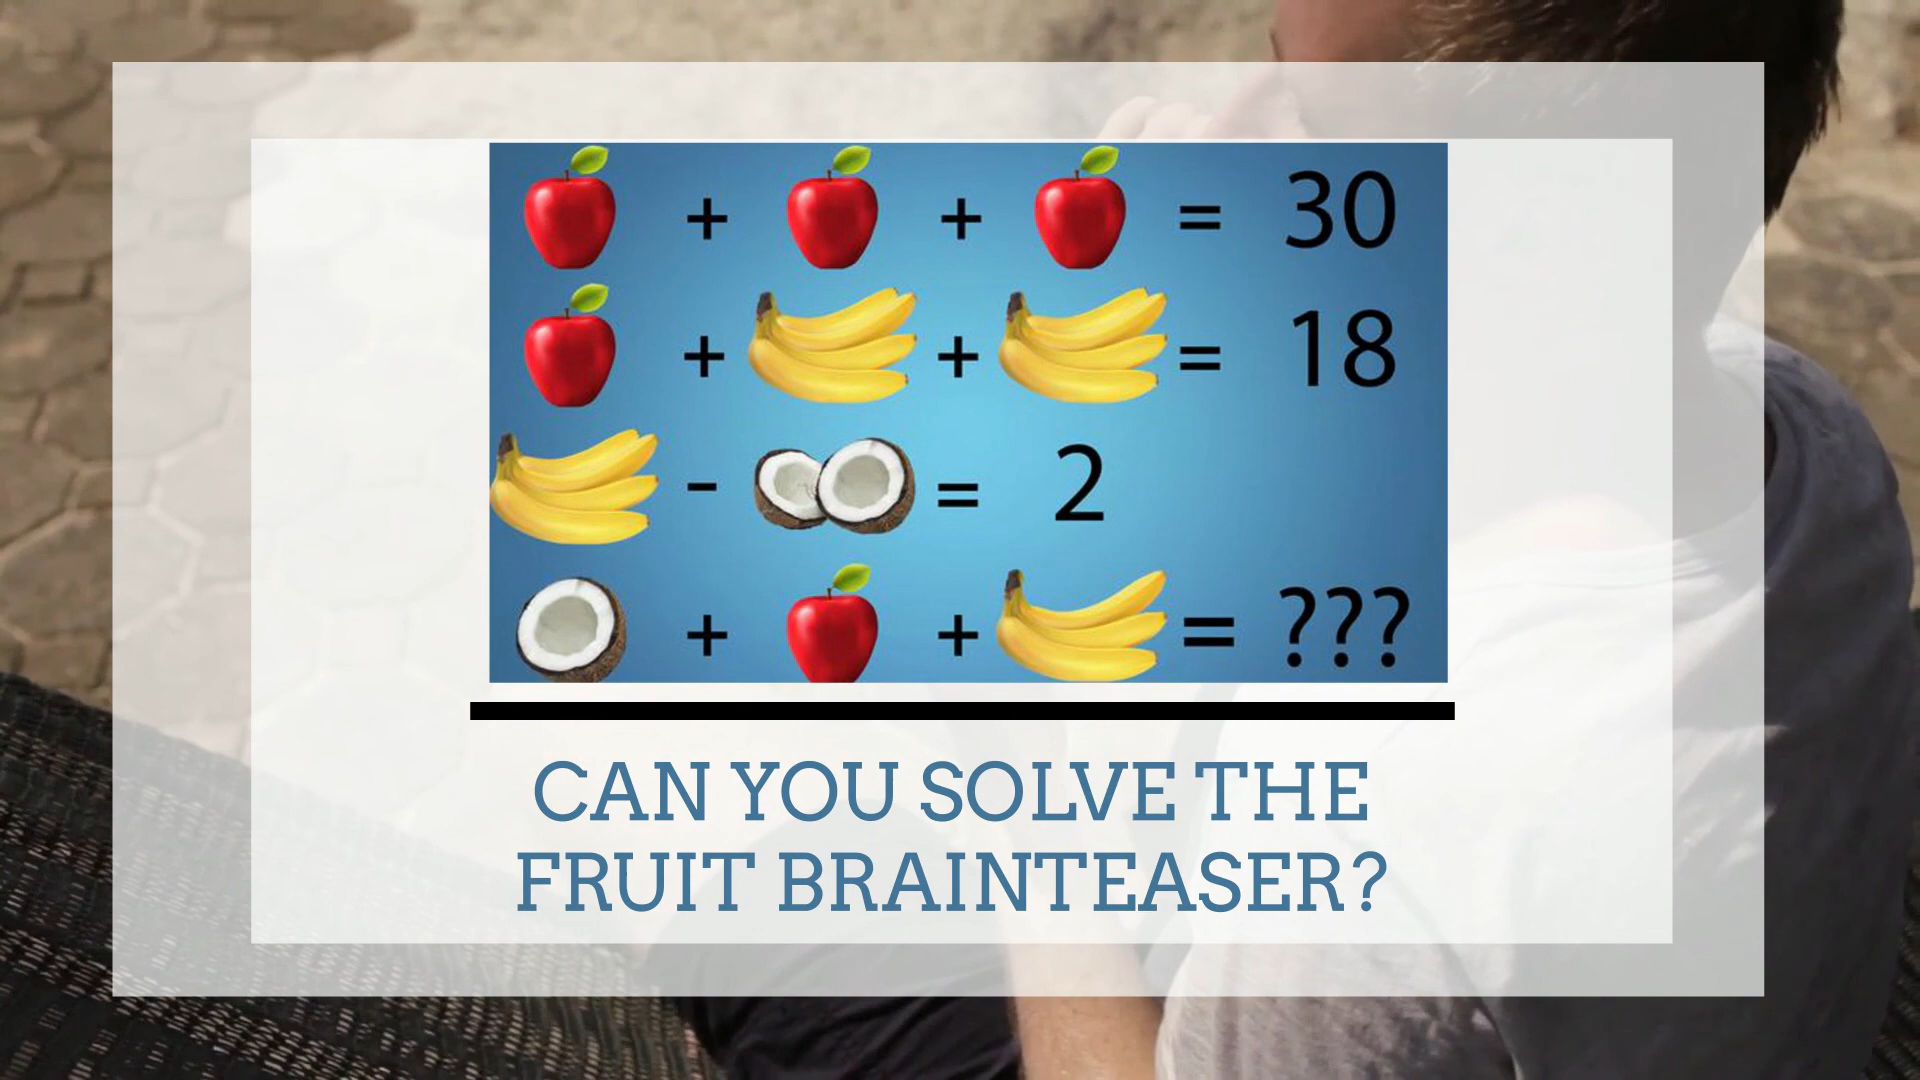 + + = 30
+ + = 18
- = 2
+ + = ???
CAN YOU SOLVE THE
FRUIT BRAINTEASER?